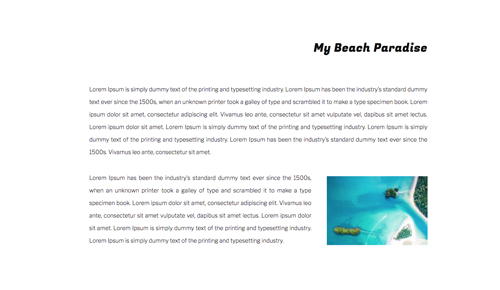 My Beach Paradise
Lorem Ipsum is simply dummy text of the printing and typesetting industry. Lorem Ipsum has been the industry's standard dummy
text ever since the 1500s, when an unknown printer took a galley of type and scrambled it to make a type specimen book. Lorem
ipsum dolor sit amet, consectetur adipiscing elit. Vivamus leo ante, consectetur sit amet vulputate vel, dapibus sit amet lectus.
Lorem ipsum dolor sit amet. Lorem Ipsum is simply dummy text of the printing and typesetting industry. Lorem Ipsum is simply
dummy text of the printing and typesetting industry. Lorem Ipsum has been the industry's standard dummy text ever since the
1500s. Vivamus leo ante, consectetur sit amet.
Lorem Ipsum has been the industry's standard dummy text ever since the 1500s,
when an unknown printer took a galley of type and scrambled it to make a type
specimen book. Lorem ipsum dolor sit amet, consectetur adipiscing elit. Vivamus leo
ante, consectetur sit amet vulputate vel, dapibus sit amet lectus. Lorem ipsum dolor
sit amet. Lorem Ipsum is simply dummy text of the printing and typesetting industry.
Lorem Ipsum is simply dummy text of the printing and typesetting industry.